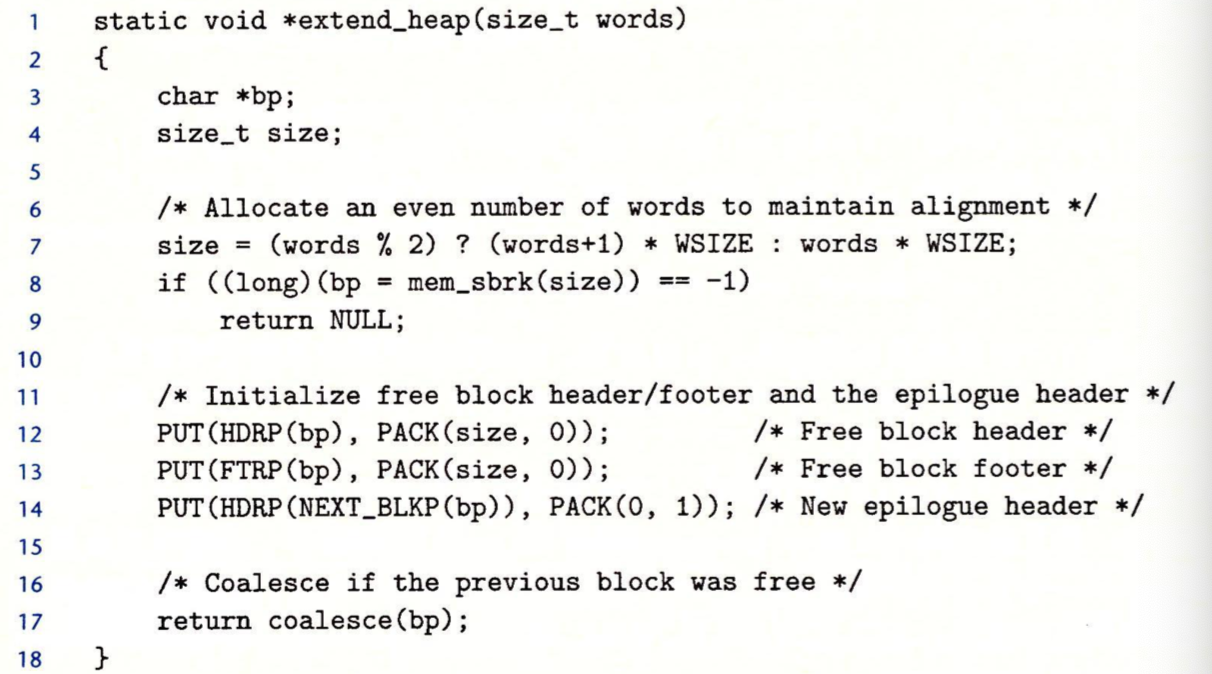 1 static void *extend_heap(size_t words)
2 {
3     char *bp;
4     size_t size;
5
6     /* Allocate an even number of words to maintain alignment */
7     size = (words % 2) ? (words+1) * WSIZE : words * WSIZE;
8     if ((long)(bp = mem_sbrk(size)) == -1)
9         return NULL;
10
11     /* Initialize free block header/footer and the epilogue header */
12     PUT(HDRP(bp), PACK(size, 0));         /* Free block header */
13     PUT(FTRP(bp), PACK(size, 0));         /* Free block footer */
14     PUT(HDRP(NEXT_BLKP(bp)), PACK(0, 1)); /* New epilogue header */
15
16     /* Coalesce if the previous block was free */
17     return coalesce(bp);
18 }